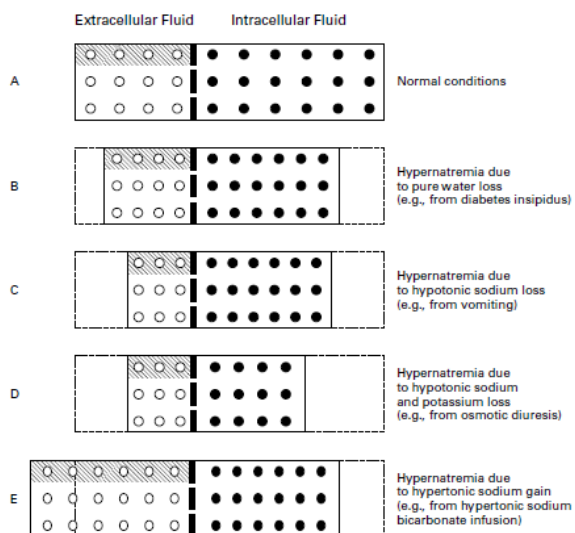 Extracellular Fluid Intracellular Fluid
A
Normal conditions
B
Hypernatremia due
to pure water loss
(e.g., from diabetes insipidus)
C
Hypernatremia due
to hypotonic sodium loss
(e.g., from vomiting)
D
Hypernatremia due
to hypotonic sodium
and potassium loss
(e.g., from osmotic diuresis)
E
Hypernatremia due
to hypertonic sodium gain
(e.g., from hypertonic sodium
bicarbonate infusion)